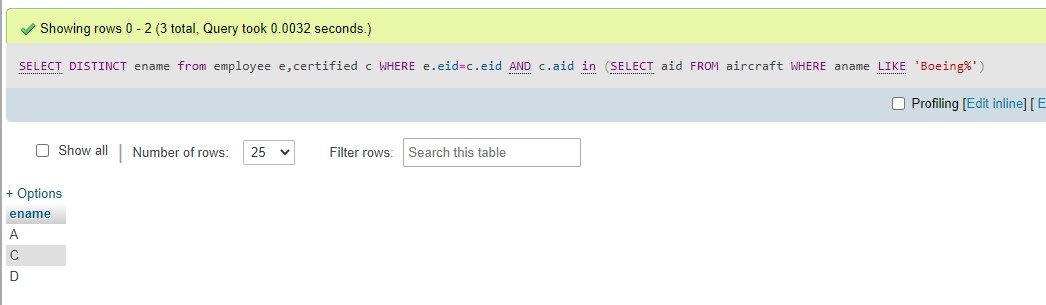 Showing rows 0 - 2 (3 total, Query took 0.0032 seconds.)
SELECT DISTINCT ename from employee e,certified c WHERE e.eid=c.eid AND c.aid in (SELECT aid FROM aircraft WHERE aname LIKE 'Boeing%')
Profiling [Edit inline] [ E
Show all | Number of rows: 25 Filter rows: Search this table
+ Options
ename
A
C
D